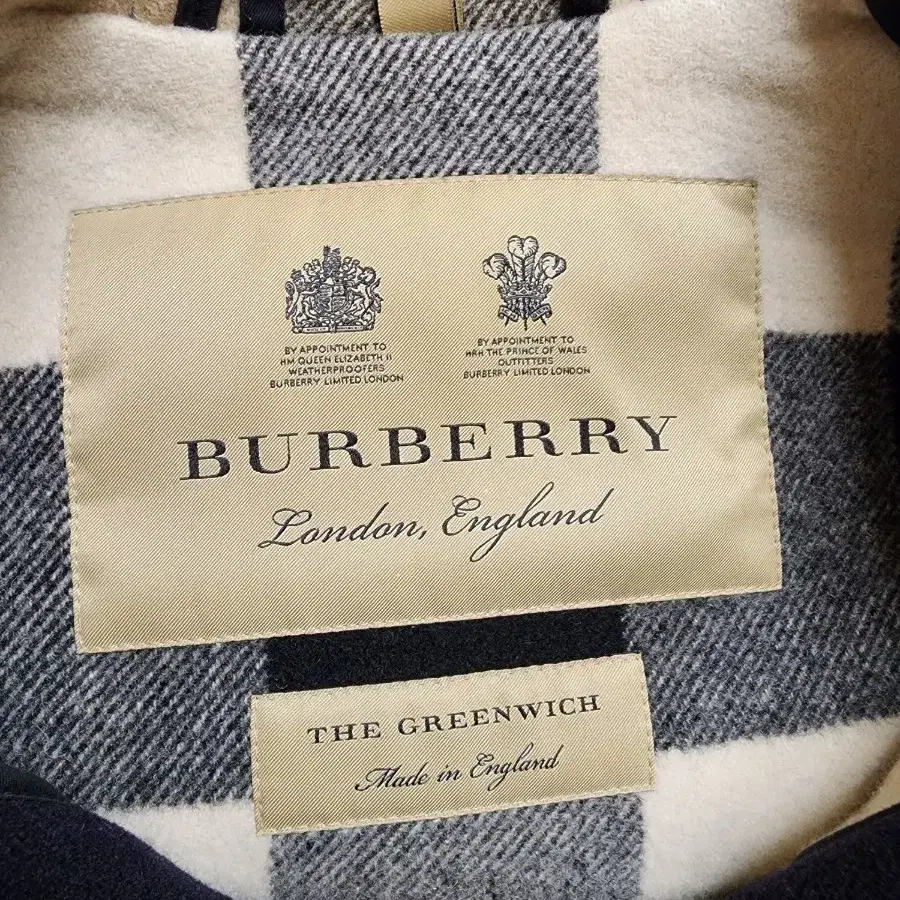 BY APPOINTMENT TO
HM QUEEN ELIZABETH II
WEATHERPROOFERS
BURBERRY LIMITED LONDON
BY APPOINTMENT TO
HRH THE PRINCE OF WALES
OUTFITTERS
BURBERRY LIMITED LONDON
BURBERRY
London, England
THE GREENWICH
Made in England